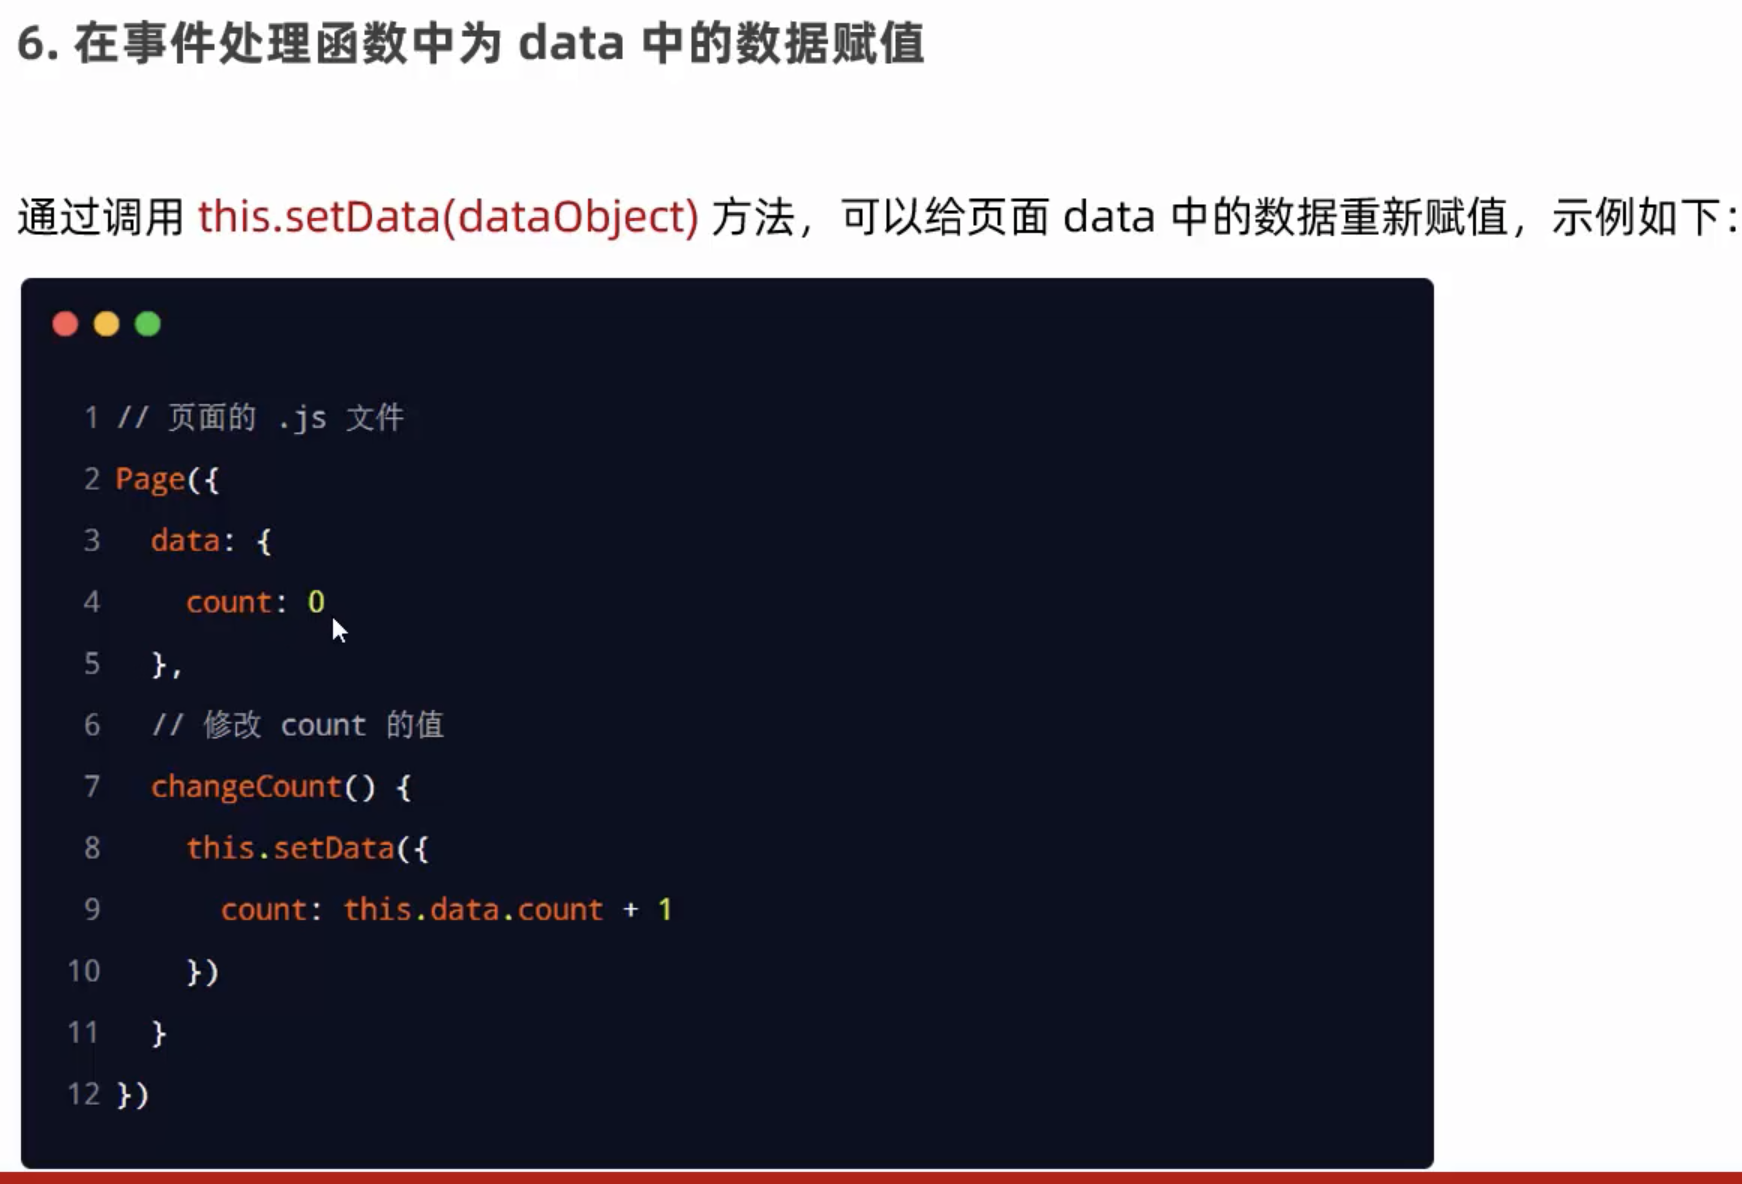 6. 在事件处理函数中为 data 中的数据赋值
通过调用 this.setData(dataObject) 方法，可以给页面 data 中的数据重新赋值，示例如下：
1 // 页面的 .js 文件
2 Page({
3   data: {
4     count: 0
5   },
6   // 修改 count 的值
7   changeCount() {
8     this.setData({
9       count: this.data.count + 1
10     })
11   }
12 })